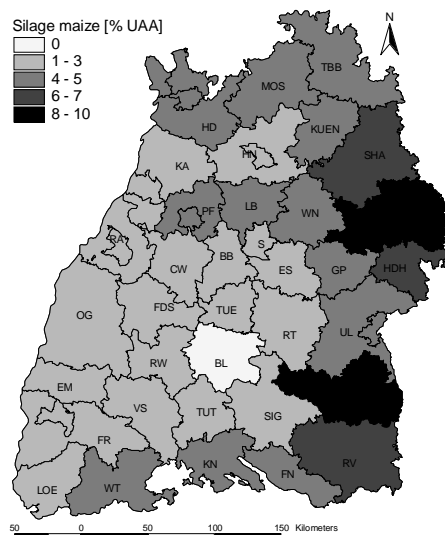 Silage maize [% UAA]
0
1 - 3
4 - 5
6 - 7
8 - 10
N
TBB
MOS
HD
KUEN
HN
SHA
KA
PF
LB
WN
RA
S
BB
CW
ES
GP
HDH
OG
FDS
TUE
RT
UL
RW
BL
EM
VS
TUT
SIG
FR
KN
FN
RV
LOE
WT
50 0 50 100 150 Kilometers